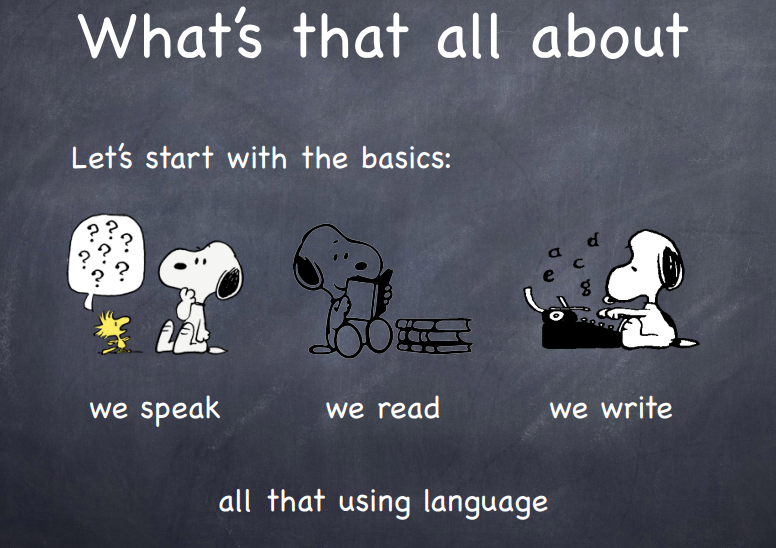 What's that all about
Let's start with the basics:
? ? ?
? ? ?
? ?
a d
e c
g
we speak we read we write
all that using language